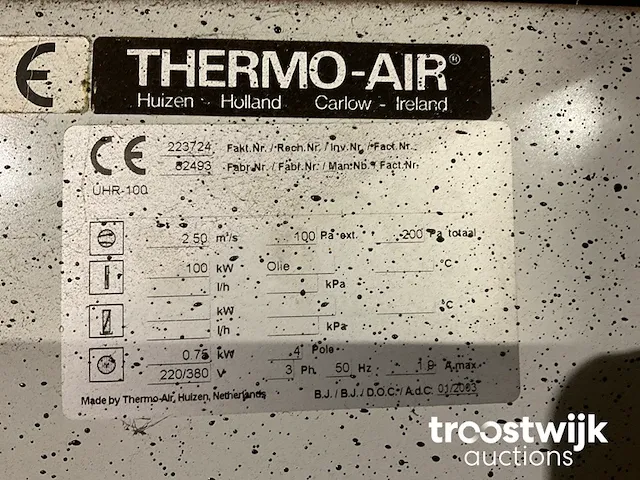 CE
THERMO-AIR®
Huizen - Holland Carlow - Ireland
CE 223724 Fakt.Nr. / Rech.Nr. / Inv.Nr. / Fact.Nr.
82493 Fabr.Nr. / Fabr.Nr. / Man.Nb. / Fact.Nr.
UHR-100
2.50 m³/s 100 Pa ext. 200 Pa totaal
100 kW Olie °C
l/h kPa
kW °C
l/h kPa
0.75 kW 4 Pole
220/380 V 3 Ph. 50 Hz 1.9 A.max.
Made by Thermo-Air, Huizen, Netherlands B.J. / B.J. / D.O.C. / A.d.C. 01/2003
troostwijk
auctions